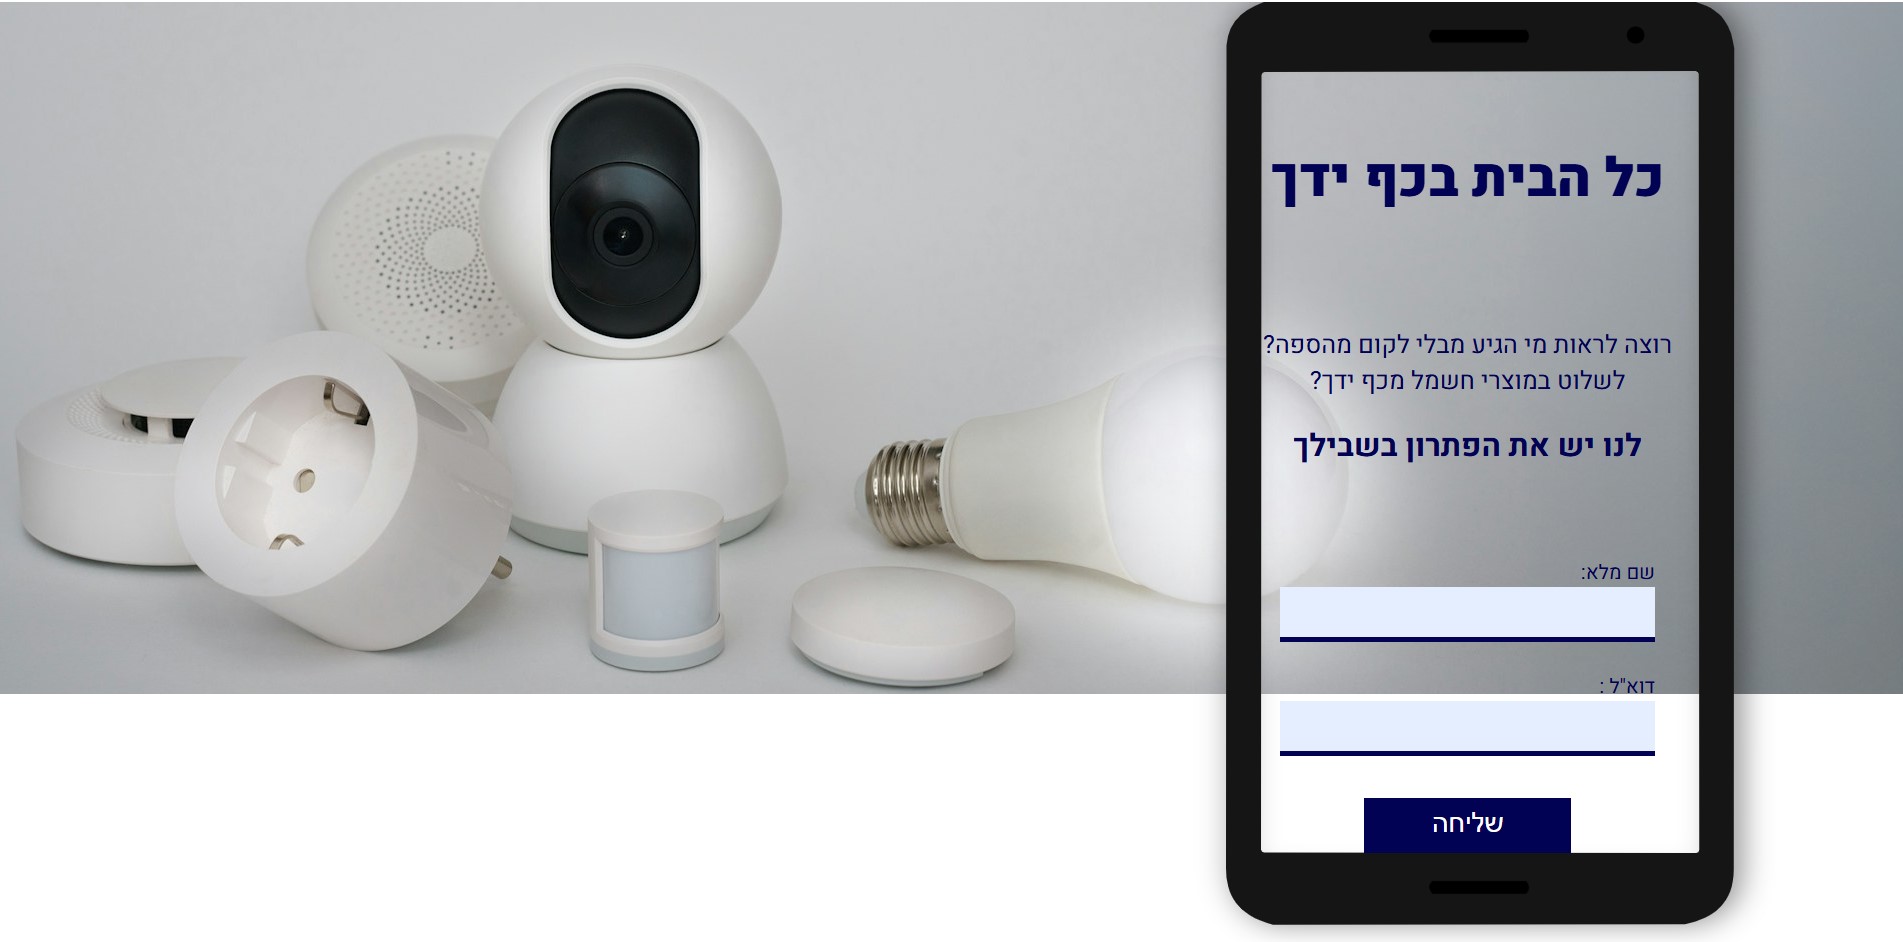 כל הבית בכף ידך
רוצה לראות מי הגיע מבלי לקום מהספה?
לשלוט במוצרי חשמל מכף ידך?
לנו יש את הפתרון בשבילך
שם מלא:
דוא"ל :
שליחה